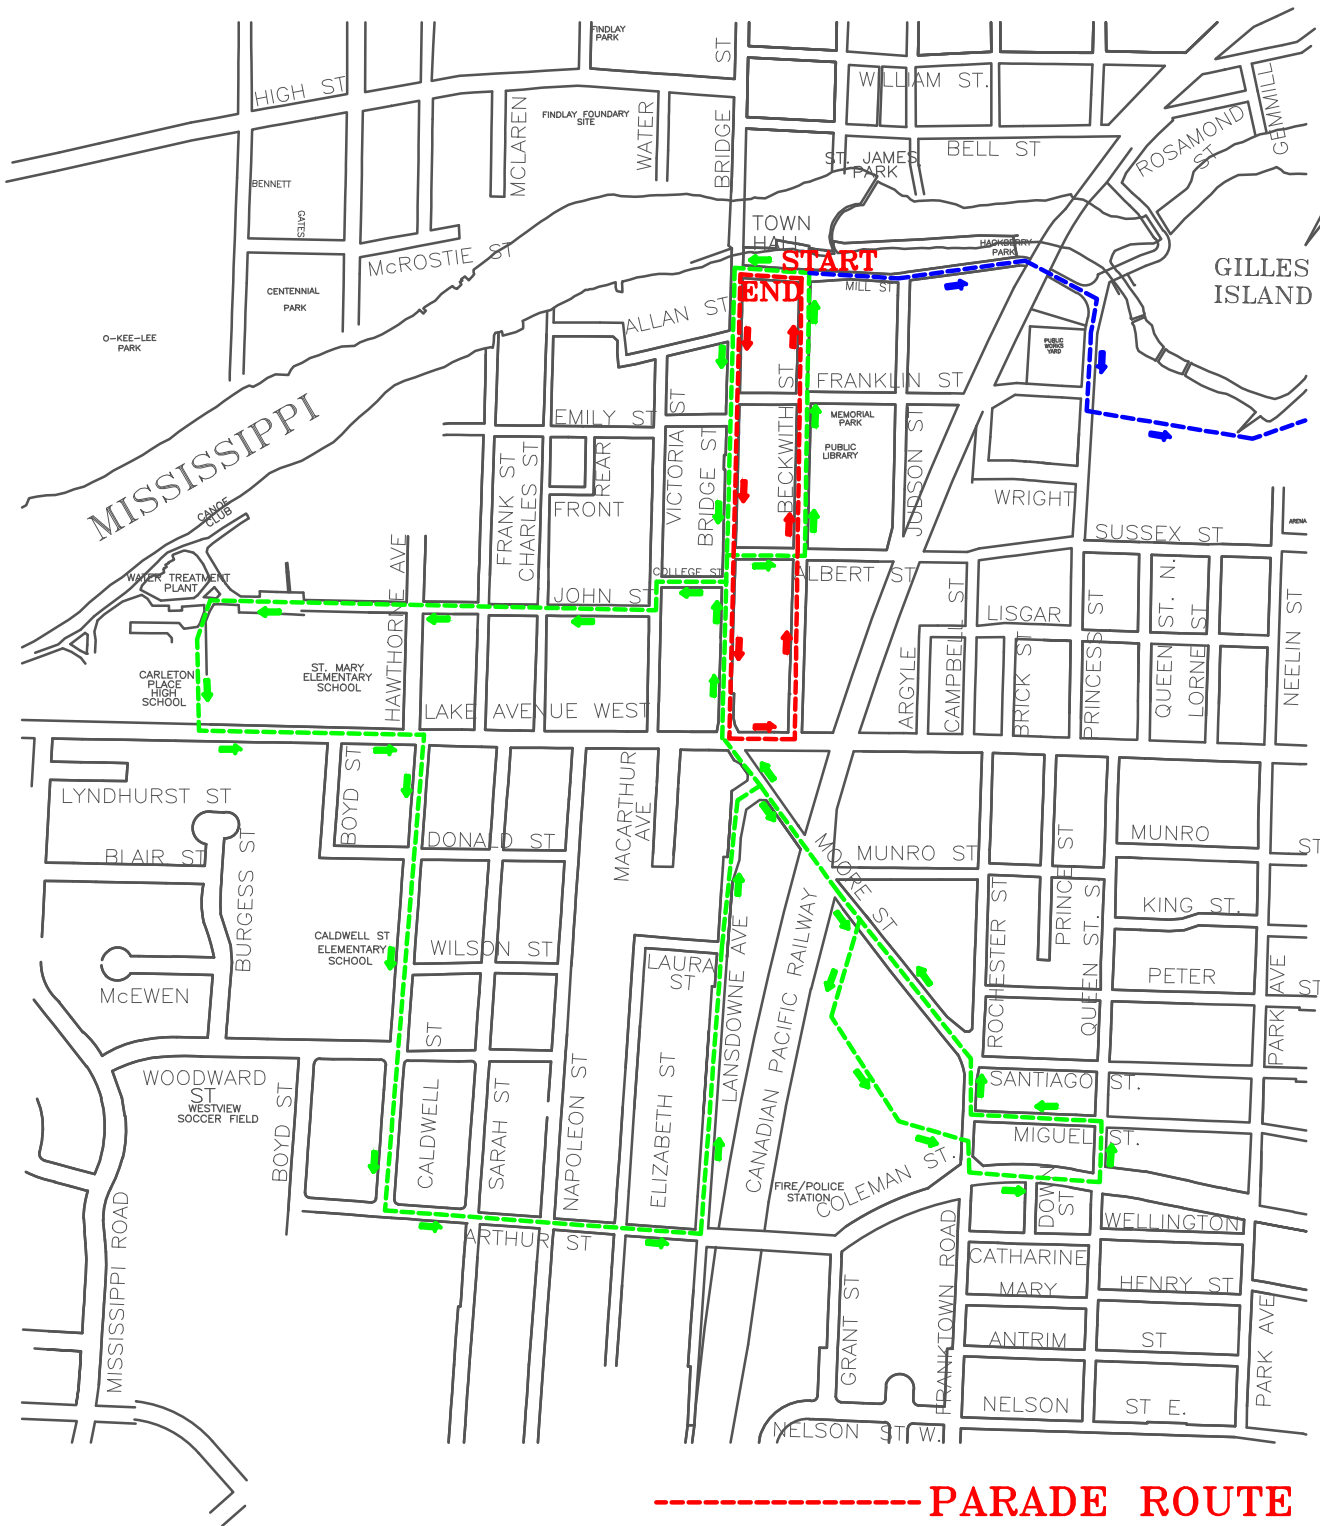 FINDLAY
PARK
ST
HIGH ST
WILLIAM ST.
GEMMILL
MCLAREN
FINDLAY FOUNDARY
SITE
WATER
BRIDGE
BELL ST
ROSAMOND
ST
ST. JAMES
PARK
BENNETT
GATES
McROSTIE ST
TOWN
HALL
HACKBERRY
PARK
START
END
MILL ST
GILLES
ISLAND
CENTENNIAL
PARK
ALLAN ST
O-KEE-LEE
PARK
PUBLIC
WORKS
YARD
FRANKLIN ST
MISSISSIPPI
EMILY ST
VICTORIA ST
BECKWITH ST
MEMORIAL
PARK
PUBLIC
LIBRARY
JUDSON ST
FRANK ST
CHARLES ST
REAR
FRONT
BRIDGE ST
WRIGHT
CANOE
CLUB
SUSSEX ST
ARENA
WATER TREATMENT
PLANT
HAWTHORNE AVE
JOHN ST
COLLEGE ST
ALBERT ST
LISGAR
ARGYLE
CAMPBELL ST
BRICK ST
PRINCESS ST
QUEEN ST. N.
LORNE ST
NEELIN ST
CARLETON
PLACE
HIGH
SCHOOL
ST. MARY
ELEMENTARY
SCHOOL
LAKE AVENUE WEST
LYNDHURST ST
BOYD ST
MACARTHUR
AVE
BLAIR ST
BURGESS ST
DONALD ST
MOORE ST
MUNRO ST
MUNRO ST
PRINCE ST
KING ST.
CALDWELL ST
ELEMENTARY
SCHOOL
WILSON ST
LAURA
ST
LANSDOWNE AVE
CANADIAN PACIFIC RAILWAY
ROCHESTER ST
QUEEN ST. S
PETER ST
PARK AVE
McEWEN
WOODWARD
ST
WESTVIEW
SOCCER FIELD
BOYD ST
CALDWELL ST
SARAH ST
NAPOLEON ST
ELIZABETH ST
SANTIAGO ST.
MIGUEL ST.
FIRE/POLICE
STATION
COLEMAN ST.
DOWN ST
WELLINGTON
ARTHUR ST
MISSISSIPPI ROAD
GRANT ST
FRANKTOWN ROAD
CATHARINE
MARY
HENRY ST
ANTRIM ST
PARK AVE
NELSON ST E.
NELSON ST W.
PARADE ROUTE